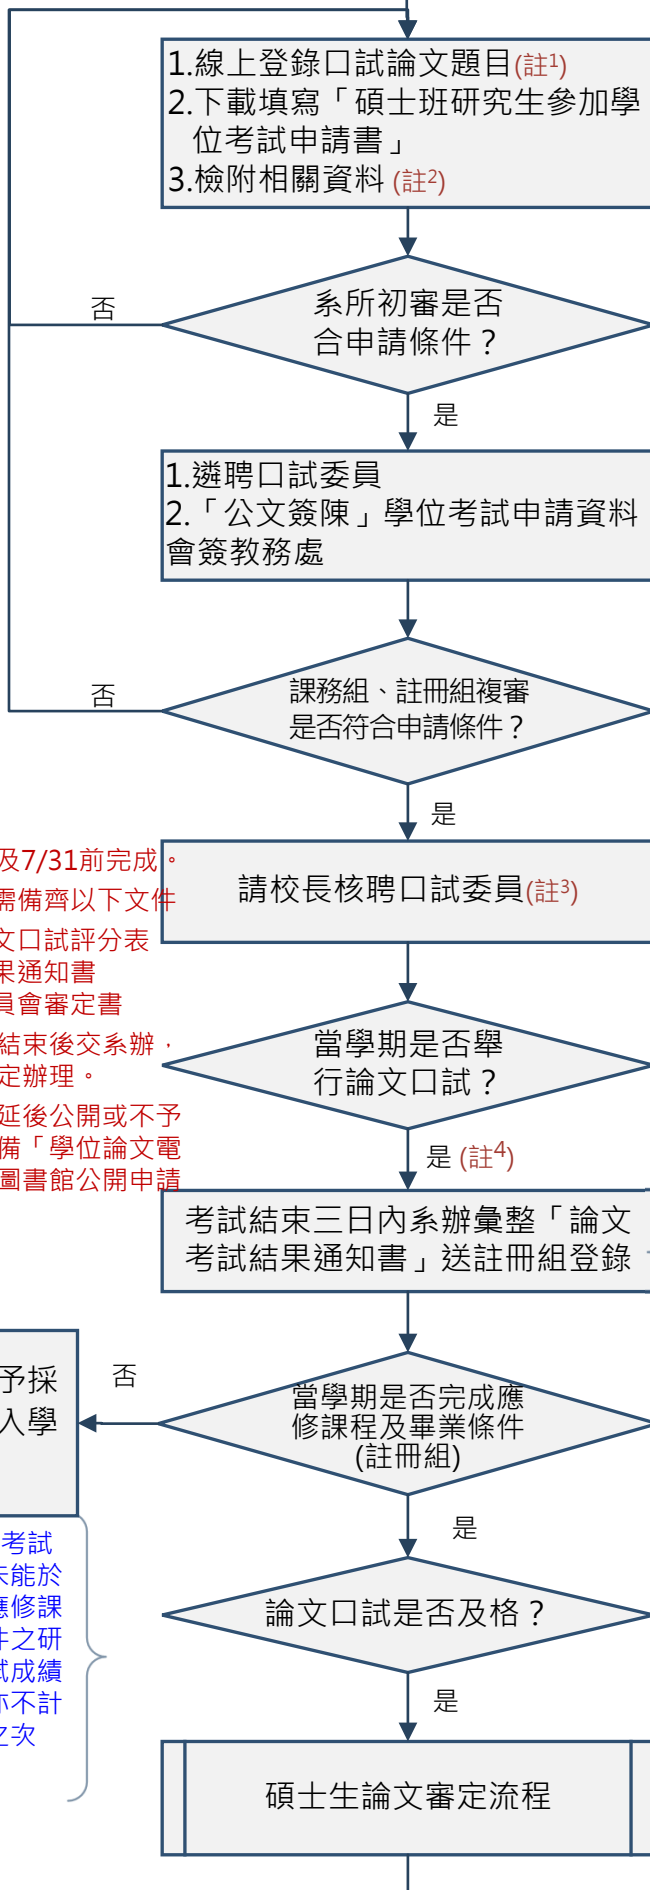 1.線上登錄口試論文題目(註1)
2.下載填寫「碩士班研究生參加學
位考試申請書」
3.檢附相關資料 (註2)
系所初審是否
合申請條件？
否
是
1.遴聘口試委員
2.「公文簽陳」學位考試申請資料
會簽教務處
課務組、註冊組複審
是否符合申請條件？
否
是
請校長核聘口試委員(註3)
及7/31前完成。
需備齊以下文件
文口試評分表
果通知書
員會審定書
結束後交系辦，
定辦理。
延後公開或不予
備「學位論文電
圖書館公開申請
當學期是否舉
行論文口試？
是 (註4)
考試結束三日內系辦彙整「論文
考試結果通知書」送註冊組登錄
當學期是否完成應
修課程及畢業條件
(註冊組)
否
予採
入學
是
考試
未能於
應修課
件之研
試成績
亦不計
之次
論文口試是否及格？
是
碩士生論文審定流程